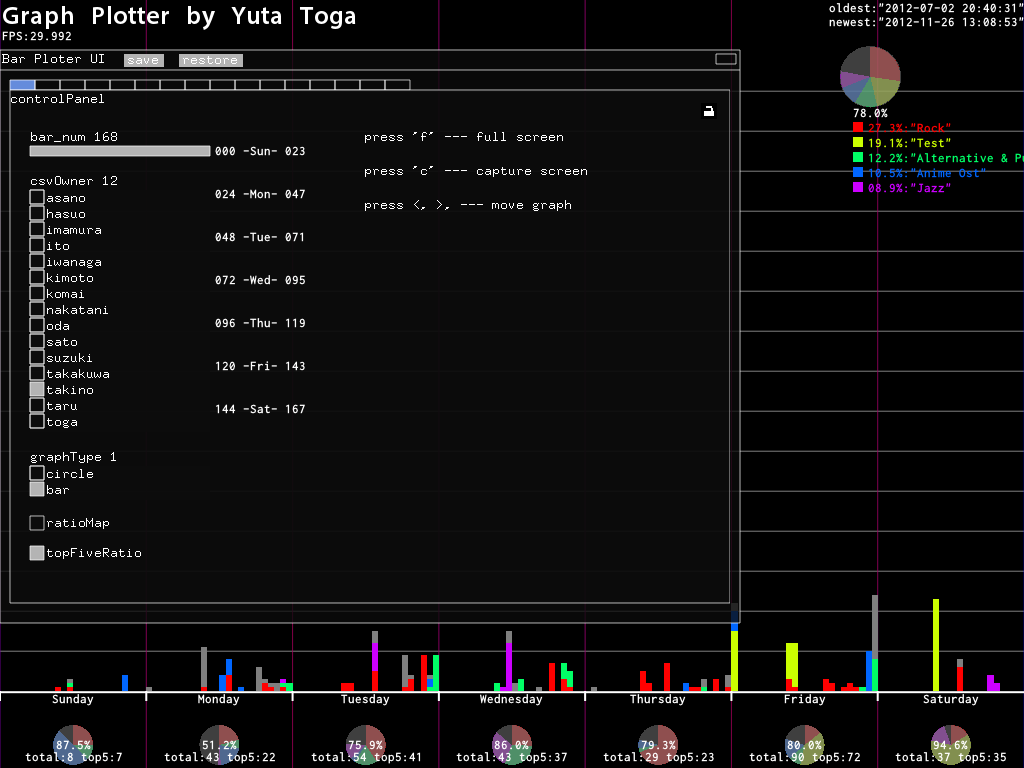 Graph Plotter by Yuta Toga
FPS:29.992
oldest:"2012-07-02 20:40:31"
newest:"2012-11-26 13:08:53"
Bar Ploter UI save restore
controlPanel
bar_num 168
000 -Sun- 023
024 -Mon- 047
048 -Tue- 071
072 -Wed- 095
096 -Thu- 119
120 -Fri- 143
144 -Sat- 167
press 'f' --- full screen
press 'c' --- capture screen
press <, >, --- move graph
csvOwner 12
asano
hasuo
imamura
ito
iwanaga
kimoto
komai
nakatani
oda
sato
suzuki
takakuwa
takino
taru
toga
graphType 1
circle
bar
ratioMap
topFiveRatio
78.0%
27.3%:"Rock"
19.1%:"Test"
12.2%:"Alternative & Pu
10.5%:"Anime Ost"
08.9%:"Jazz"
Sunday Monday Tuesday Wednesday Thursday Friday Saturday
87.5% 51.2% 75.9% 86.0% 79.3% 80.0% 94.6%
total:8 top5:7 total:43 top5:22 total:54 top5:41 total:43 top5:37 total:29 top5:23 total:90 top5:72 total:37 top5:35